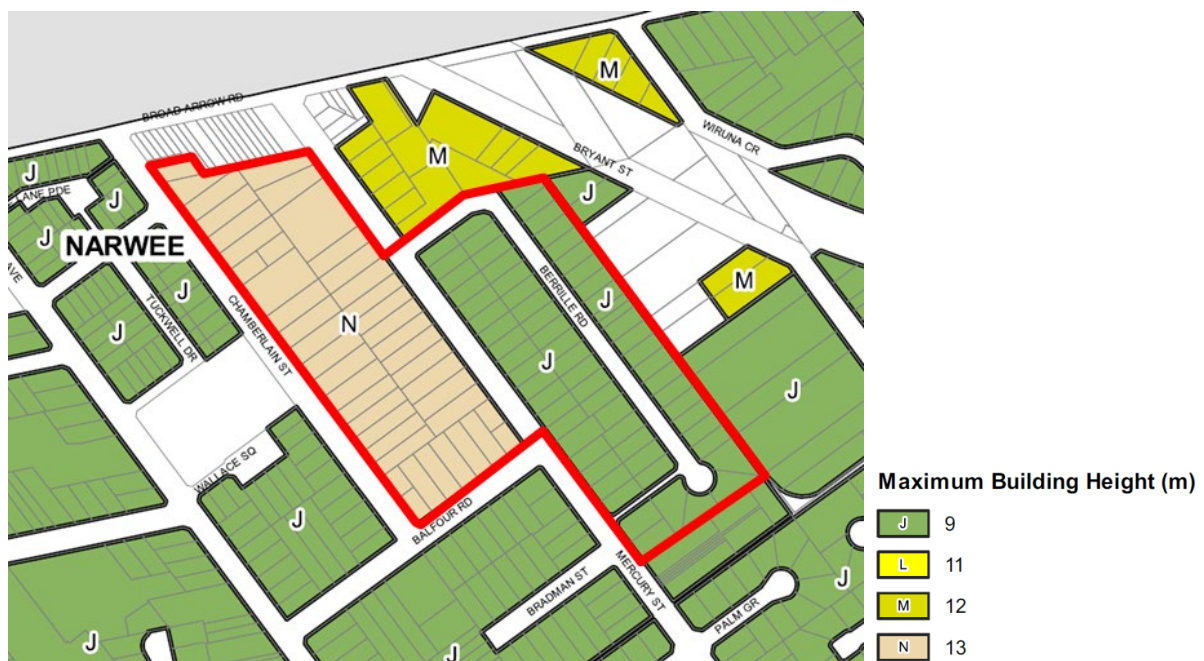 BROAD ARROW RD
M
WIRUNA CR
J
LANE PDE
J
M
BRYANT ST
J
J
NARWEE
AVE
TUCKWELL DR
J
CHAMBERLAIN ST
BERRILLE RD
J
M
J
N
J
J
WALLACE SQ
J
BALFOUR RD
BRADMAN ST
MERCURY ST
PALM GR
J
J
J
Maximum Building Height (m)
J 9
L 11
M 12
N 13